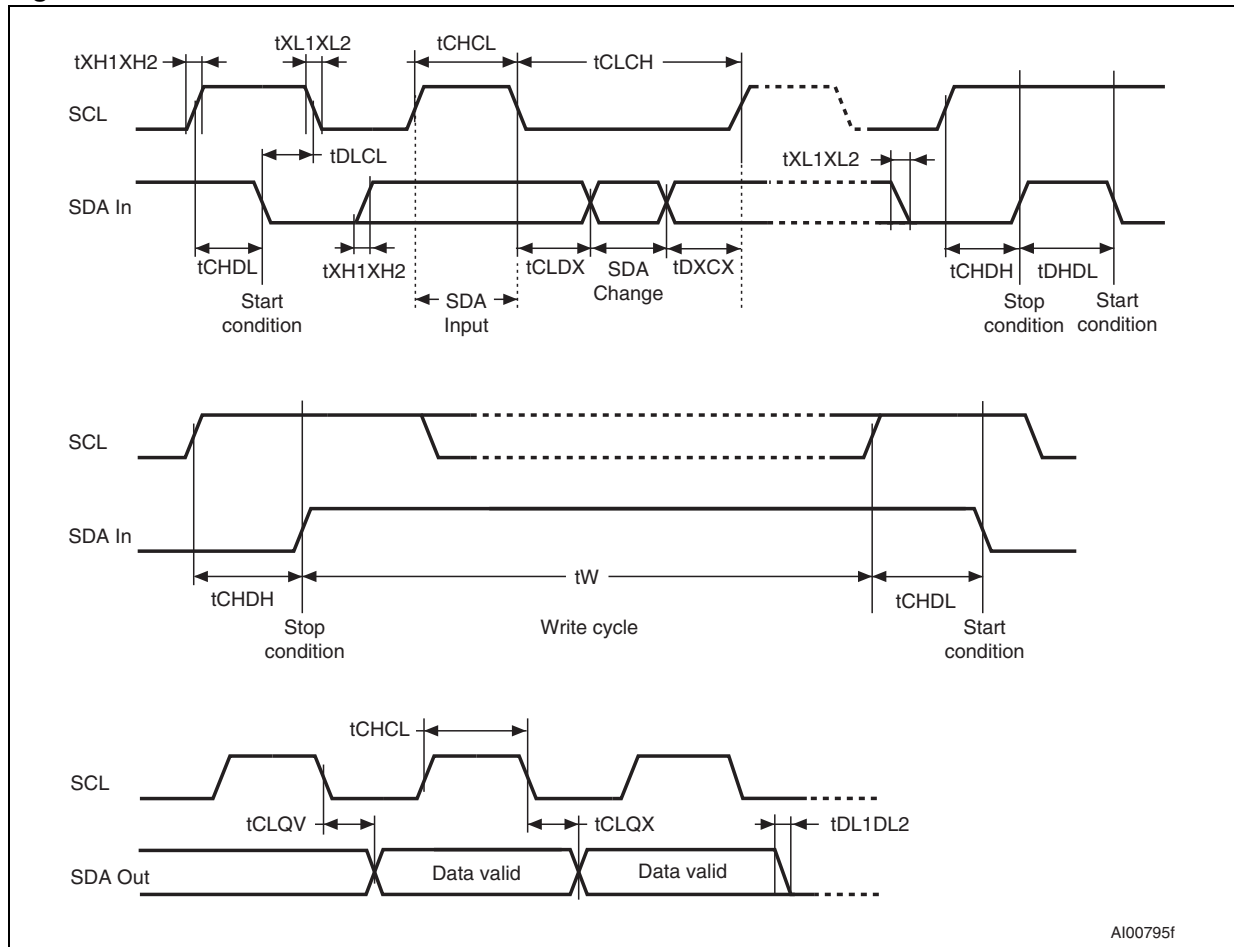 tXL1XL2
tCHCL
tXH1XH2
tCLCH
SCL
tDLCL
tXL1XL2
SDA In
tCHDL
tXH1XH2
tCLDX
SDA
Change
tDXCX
tCHDH
tDHDL
Start
condition
SDA
Input
Stop
condition
Start
condition
SCL
SDA In
tCHDH
tW
tCHDL
Stop
condition
Write cycle
Start
condition
tCHCL
SCL
tCLQV
tCLQX
tDL1DL2
SDA Out
Data valid
Data valid
AI00795f